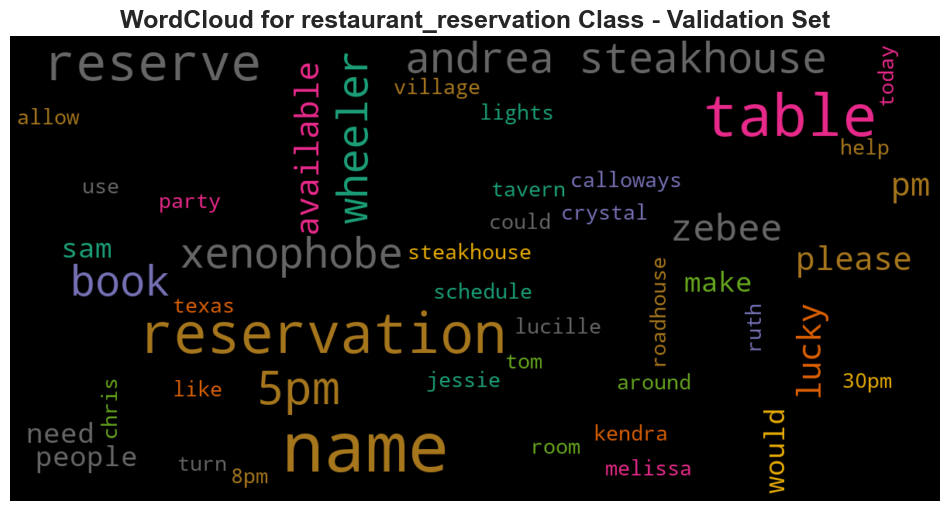 WordCloud for restaurant_reservation Class - Validation Set
reserve
andrea steakhouse
today
available
wheeler
village
allow
lights
table
help
use
party
tavern
calloways
pm
could
crystal
zebee
sam
xenophobe
steakhouse
please
book
schedule
roadhouse
make
texas
reservation
lucille
ruth
lucky
tom
chris
like
5pm
jessie
around
30pm
need
name
kendra
would
people
turn
room
8pm
melissa